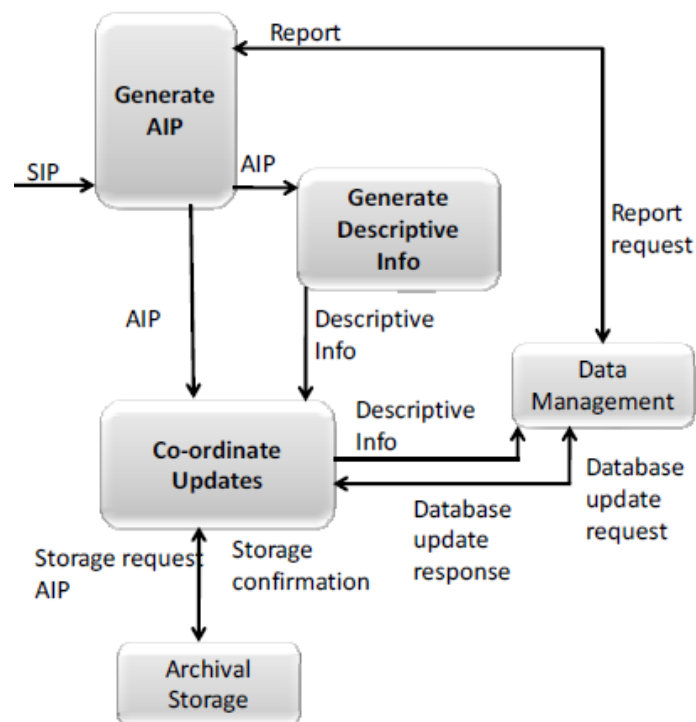 Report
Generate
AIP
SIP
AIP
Generate
Descriptive
Info
Report
request
AIP
Descriptive
Info
Data
Management
Descriptive
Info
Co-ordinate
Updates
Database
update
request
Database
update
response
Storage request
AIP
Storage
confirmation
Archival
Storage